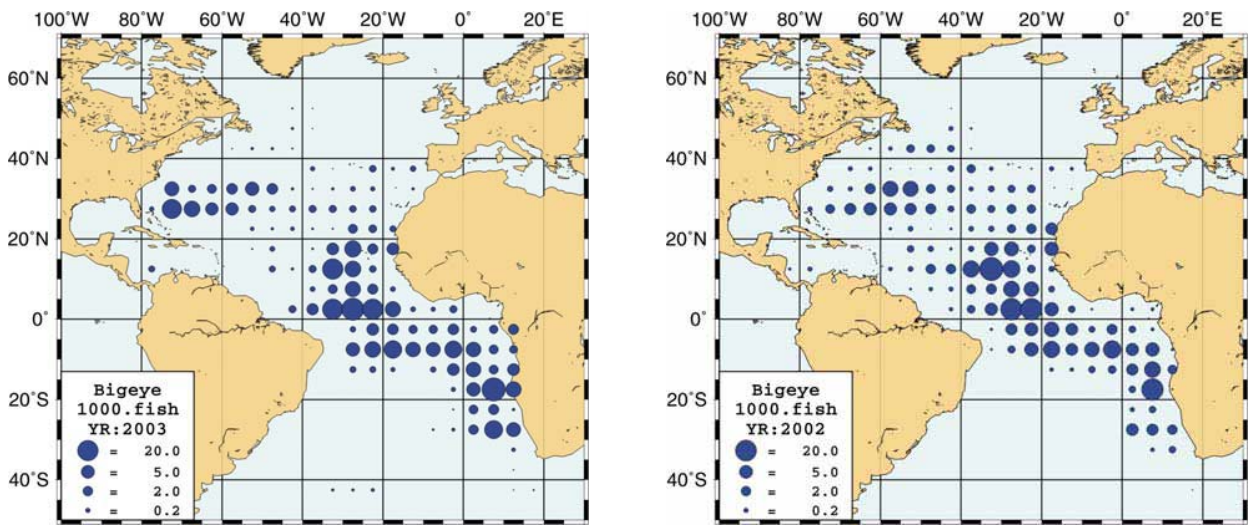 100°W 80°W 60°W 40°W 20°W 0° 20°E
60°N
40°N
20°N
0°
20°S
40°S
Bigeye
1000.fish
YR:2003
= 20.0
= 5.0
= 2.0
= 0.2
100°W 80°W 60°W 40°W 20°W 0° 20°E
60°N
40°N
20°N
0°
20°S
40°S
Bigeye
1000.fish
YR:2002
= 20.0
= 5.0
= 2.0
= 0.2